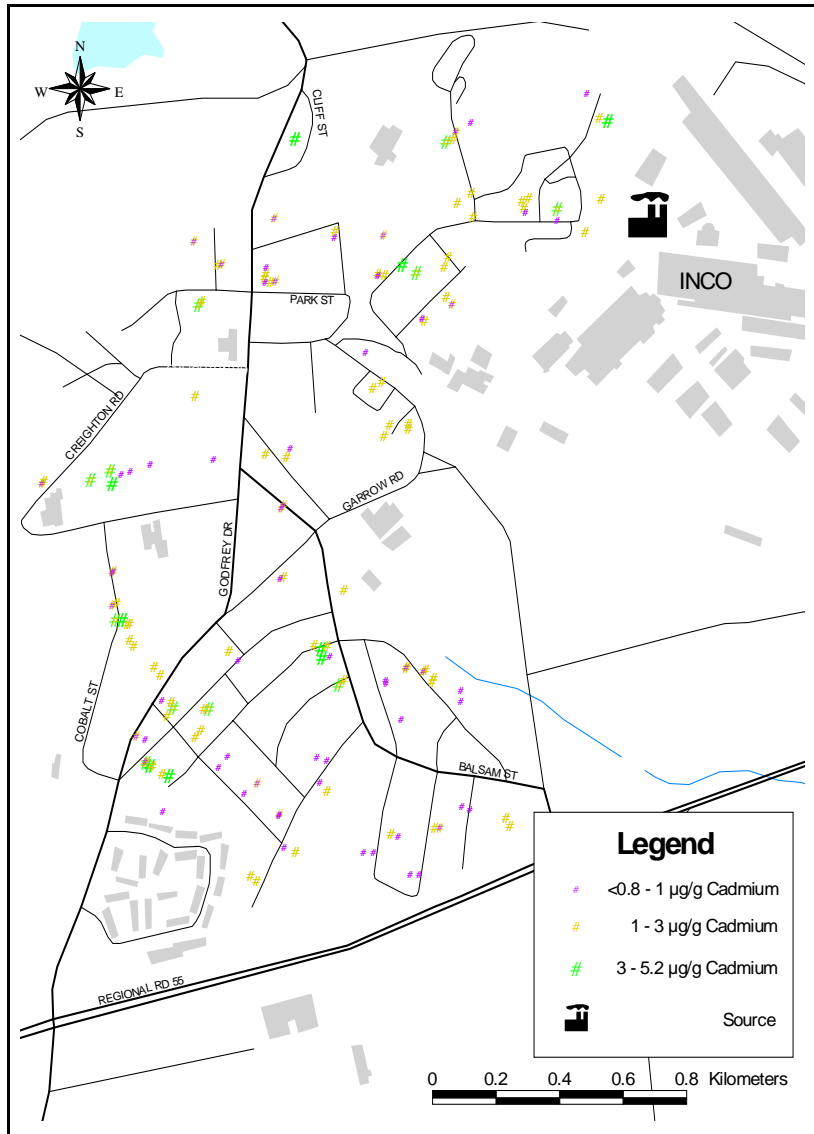 N
W E
S
CLIFF ST
INCO
PARK ST
CREIGHTON RD
GARROW RD
GODFREY DR
COBALT ST
BALSAM ST
REGIONAL RD 55
Legend
# <0.8 - 1 µg/g Cadmium
# 1 - 3 µg/g Cadmium
# 3 - 5.2 µg/g Cadmium
Source
0 0.2 0.4 0.6 0.8 Kilometers